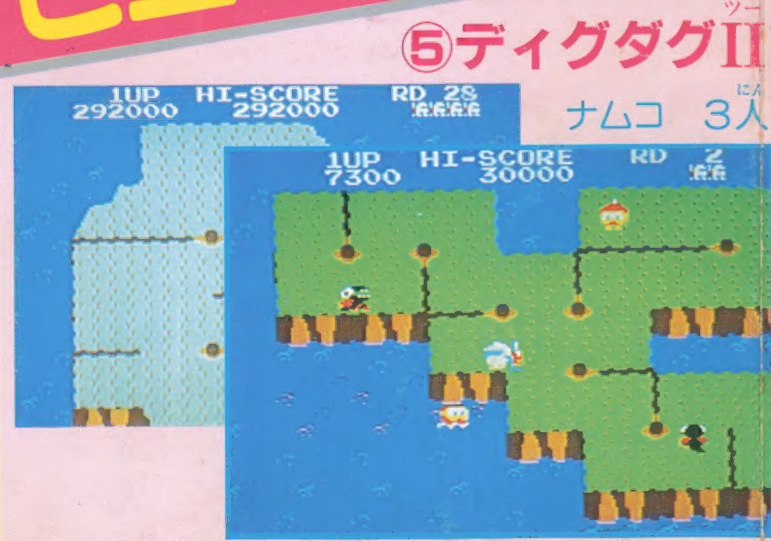 ツー
⑤ディグダグII
にん
ナムコ 3人
1UP HI-SCORE RD 28
292000 292000
1UP HI-SCORE RD 2
7300 30000